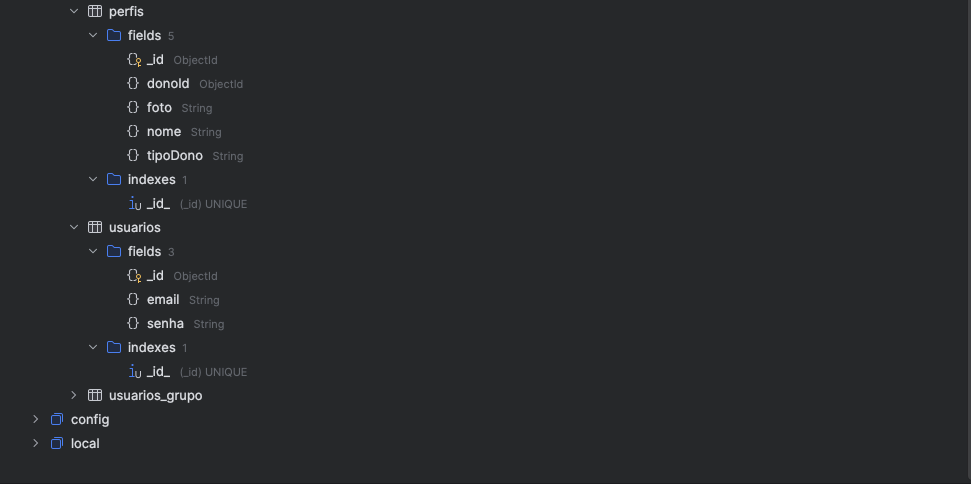 perfis
fields 5
_id ObjectId
donoId ObjectId
foto String
nome String
tipoDono String
indexes 1
_id_ (_id) UNIQUE
usuarios
fields 3
_id ObjectId
email String
senha String
indexes 1
_id_ (_id) UNIQUE
usuarios_grupo
config
local